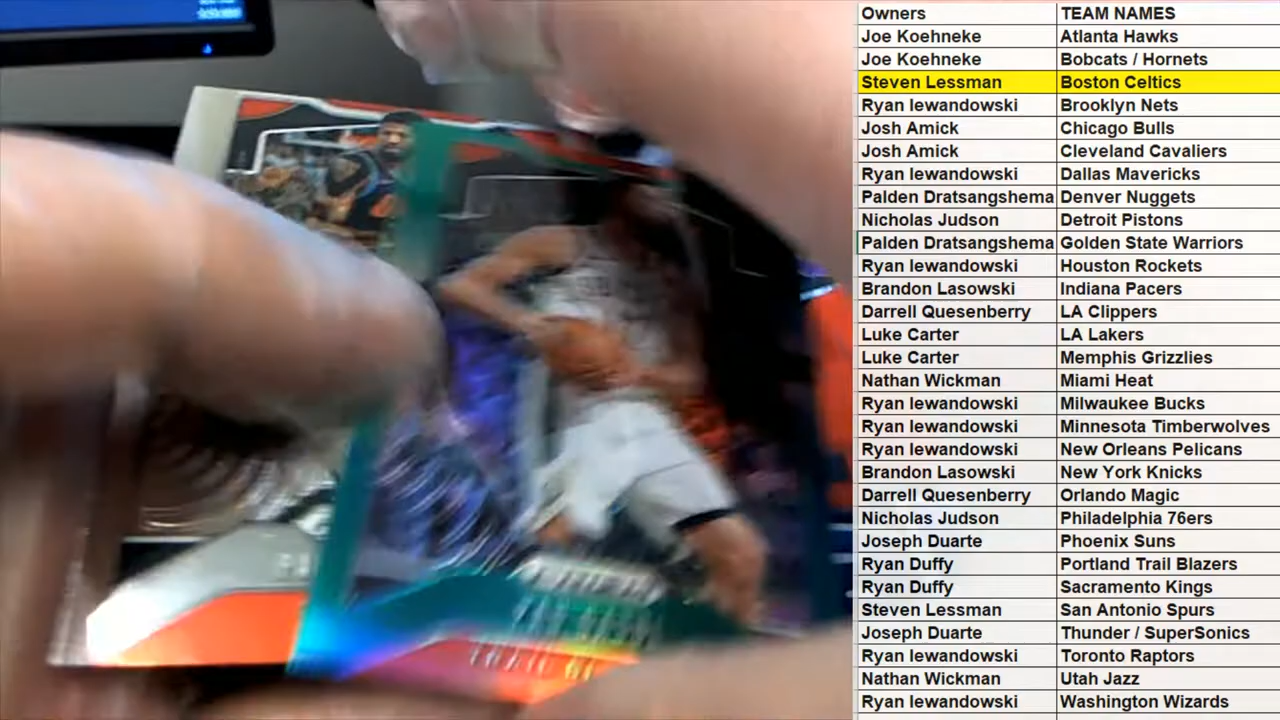 Owners TEAM NAMES
Joe Koehneke Atlanta Hawks
Joe Koehneke Bobcats / Hornets
Steven Lessman Boston Celtics
Ryan lewandowski Brooklyn Nets
Josh Amick Chicago Bulls
Josh Amick Cleveland Cavaliers
Ryan lewandowski Dallas Mavericks
Palden Dratsangshema Denver Nuggets
Nicholas Judson Detroit Pistons
Palden Dratsangshema Golden State Warriors
Ryan lewandowski Houston Rockets
Brandon Lasowski Indiana Pacers
Darrell Quesenberry LA Clippers
Luke Carter LA Lakers
Luke Carter Memphis Grizzlies
Nathan Wickman Miami Heat
Ryan lewandowski Milwaukee Bucks
Ryan lewandowski Minnesota Timberwolves
Ryan lewandowski New Orleans Pelicans
Brandon Lasowski New York Knicks
Darrell Quesenberry Orlando Magic
Nicholas Judson Philadelphia 76ers
Joseph Duarte Phoenix Suns
Ryan Duffy Portland Trail Blazers
Ryan Duffy Sacramento Kings
Steven Lessman San Antonio Spurs
Joseph Duarte Thunder / SuperSonics
Ryan lewandowski Toronto Raptors
Nathan Wickman Utah Jazz
Ryan lewandowski Washington Wizards